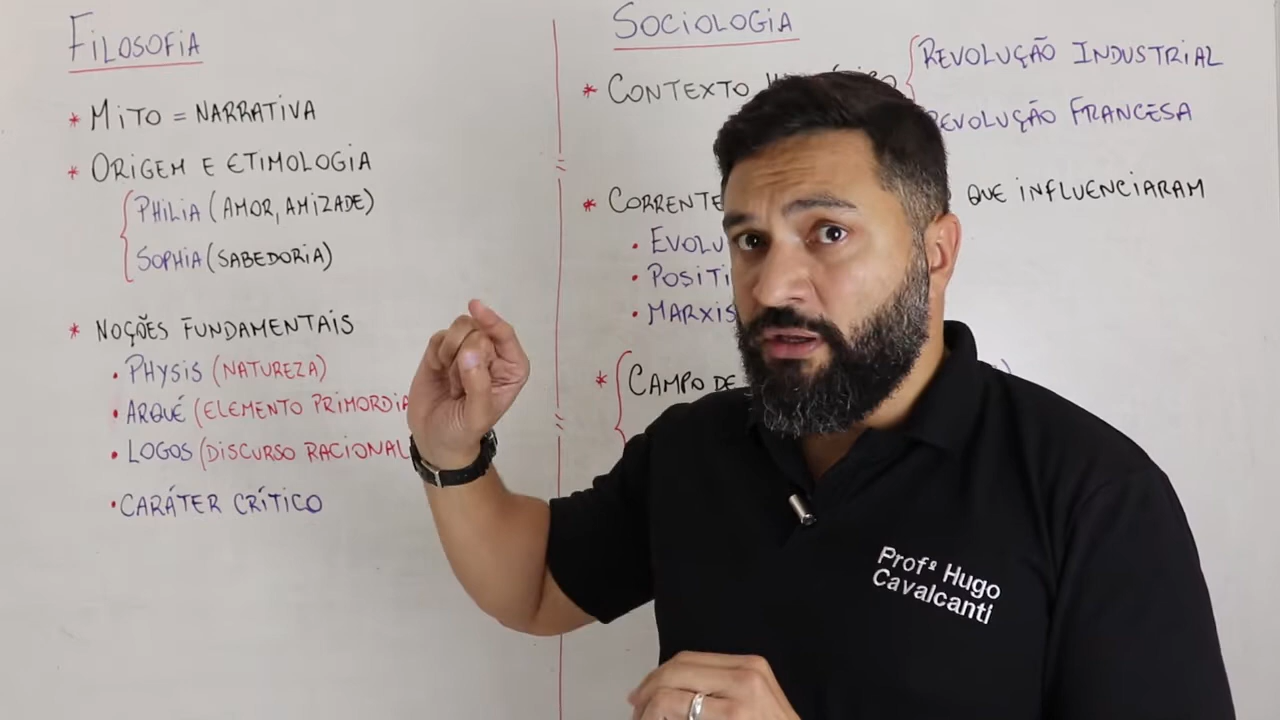 FILOSOFIA
* MITO = NARRATIVA
* ORIGEM E ETIMOLOGIA
PHILIA (AMOR, AMIZADE)
SOPHIA (SABEDORIA)
* NOÇÕES FUNDAMENTAIS
• PHYSIS (NATUREZA)
• ARQUÉ (ELEMENTO PRIMORDIA
• LOGOS (DISCURSO RACIONAL
• CARÁTER CRÍTICO
SOCIOLOGIA
* CONTEXTO
REVOLUÇÃO INDUSTRIAL
REVOLUÇÃO FRANCESA
* CORRENTE QUE INFLUENCIARAM
• EVOLU
• POSITI
• MARXIS
* CAMPO DE
Profº Hugo
Cavalcanti